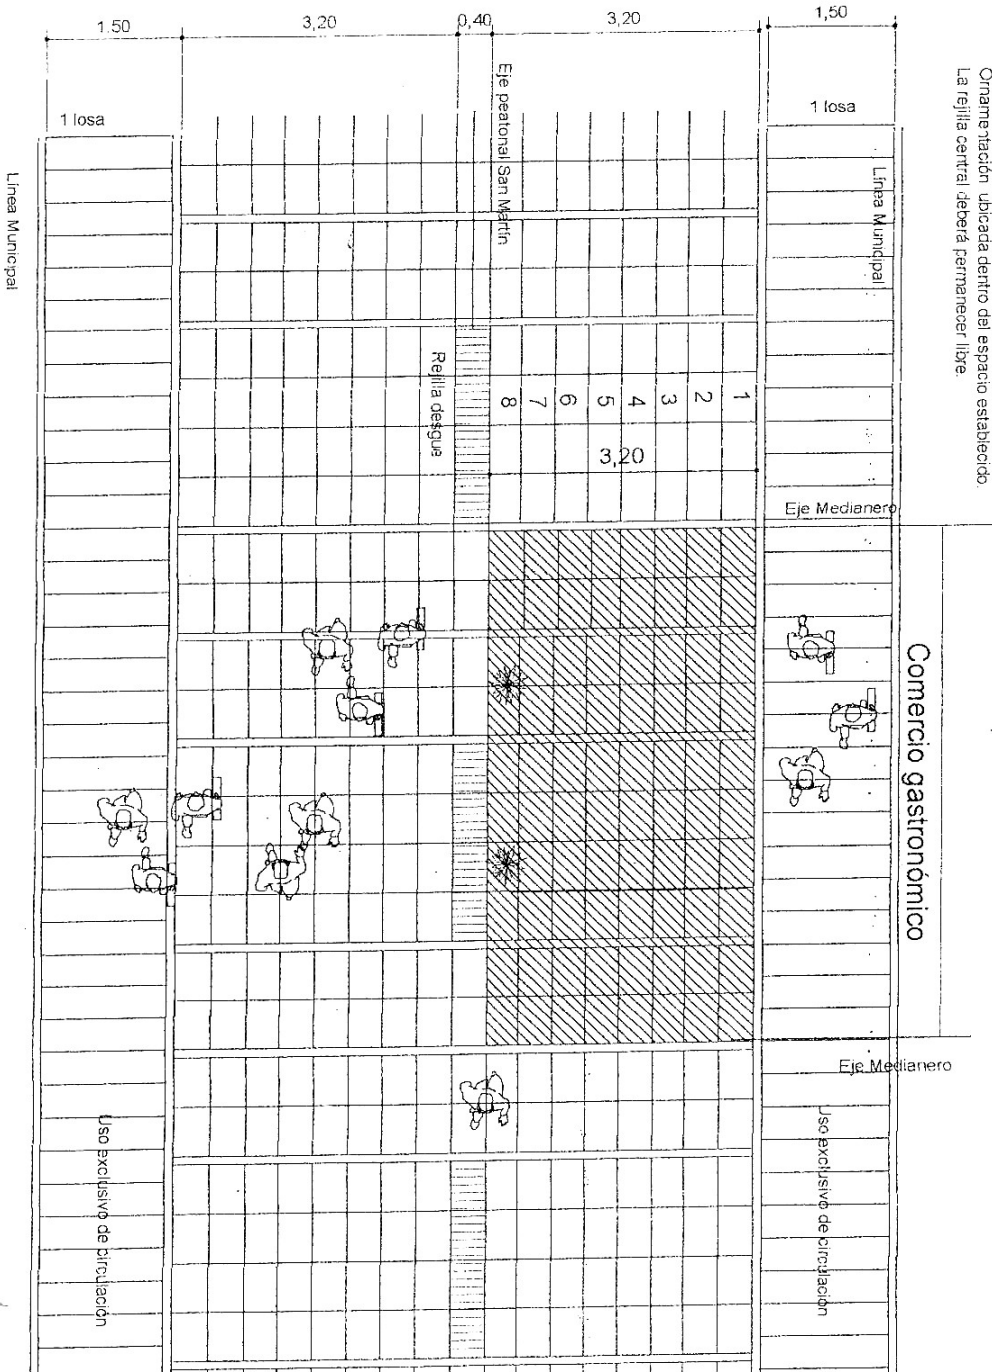 Ornamentación ubicada dentro del espacio establecido.
La rejilla central deberá permanecer libre.
1.50
3,20
0,40
3,20
1,50
1 losa
1 losa
Eje peatonal San Martín
Línea Municipal
Línea Municipal
Rejilla desgue
1
2
3
4
5
6
7
8
3,20
Eje Medianero
Comercio gastronómico
Eje Medianero
Uso exclusivo de circulación
Uso exclusivo de circulación